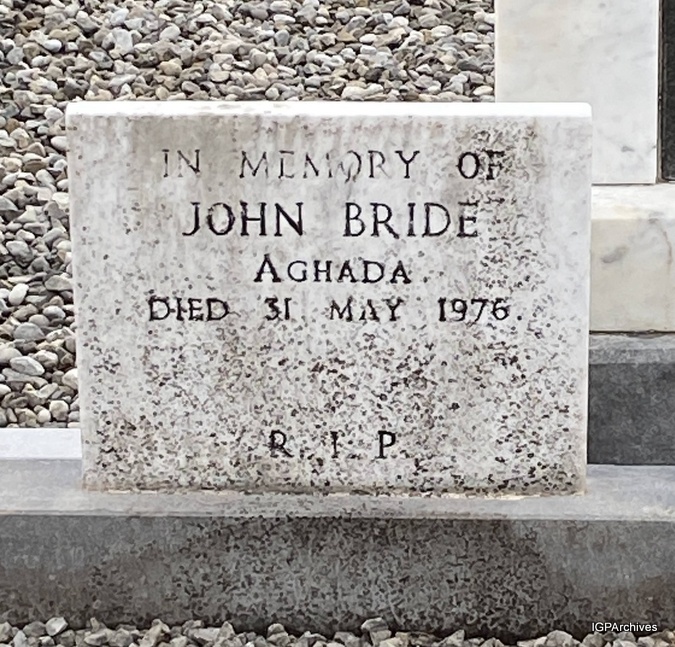 IN MEMORY OF
JOHN BRIDE
AGHADA.
DIED 31 MAY 1976.
R I P
IGPArchives